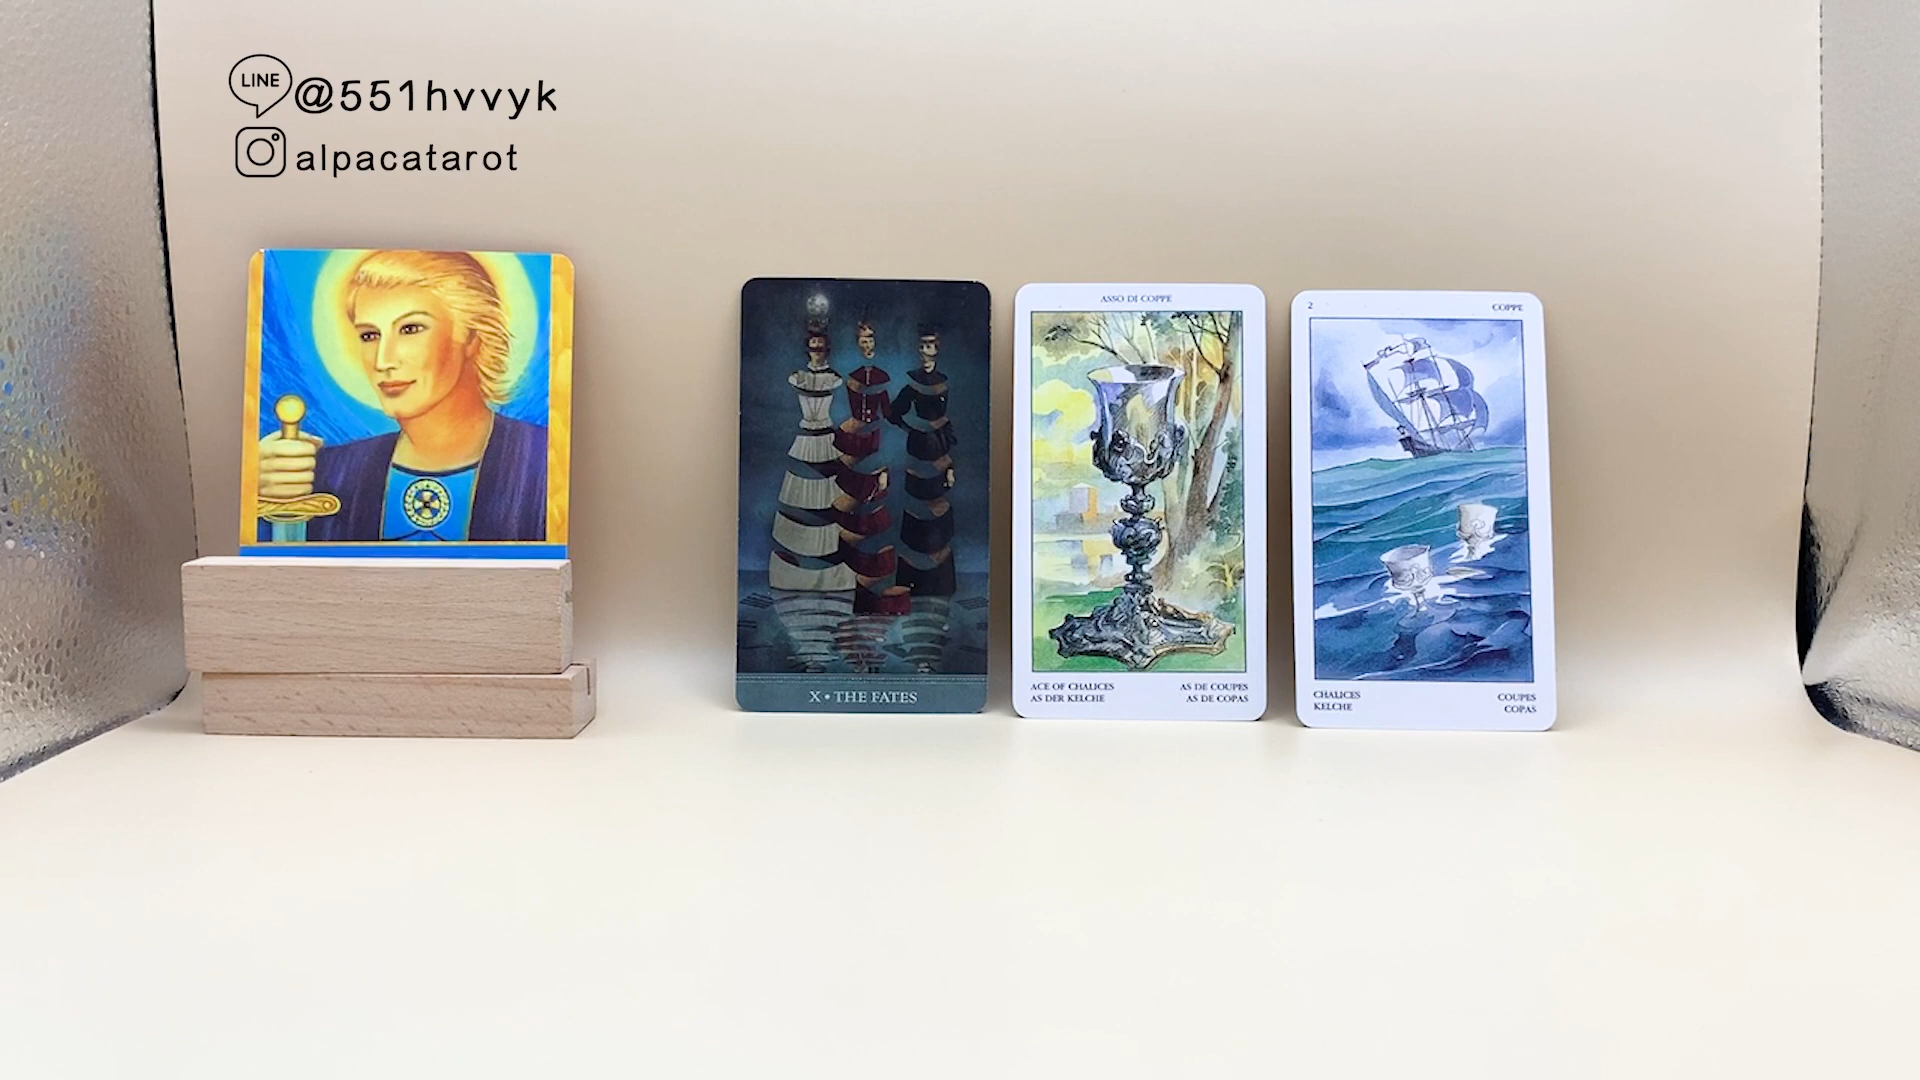 LINE @551hvvyk
alpacatarot
X • THE FATES
ASSO DI COPPE
ACE OF CHALICES AS DE COUPES
AS DER KELCHE AS DE COPAS
2 COPPE
CHALICES COUPES
KELCHE COPAS